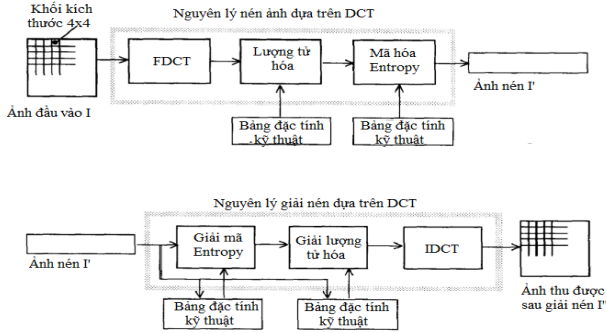 Khối kích
thước 4x4
Nguyên lý nén ảnh dựa trên DCT
FDCT
Lượng tử
hóa
Mã hóa
Entropy
Ảnh nén I'
Ảnh đầu vào I
Bảng đặc tính
kỹ thuật
Bảng đặc tính
kỹ thuật
Nguyên lý giải nén dựa trên DCT
Giải mã
Entropy
Giải lượng
tử hóa
IDCT
Ảnh nén I'
Ảnh thu được
sau giải nén I"
Bảng đặc tính
kỹ thuật
Bảng đặc tính
kỹ thuật